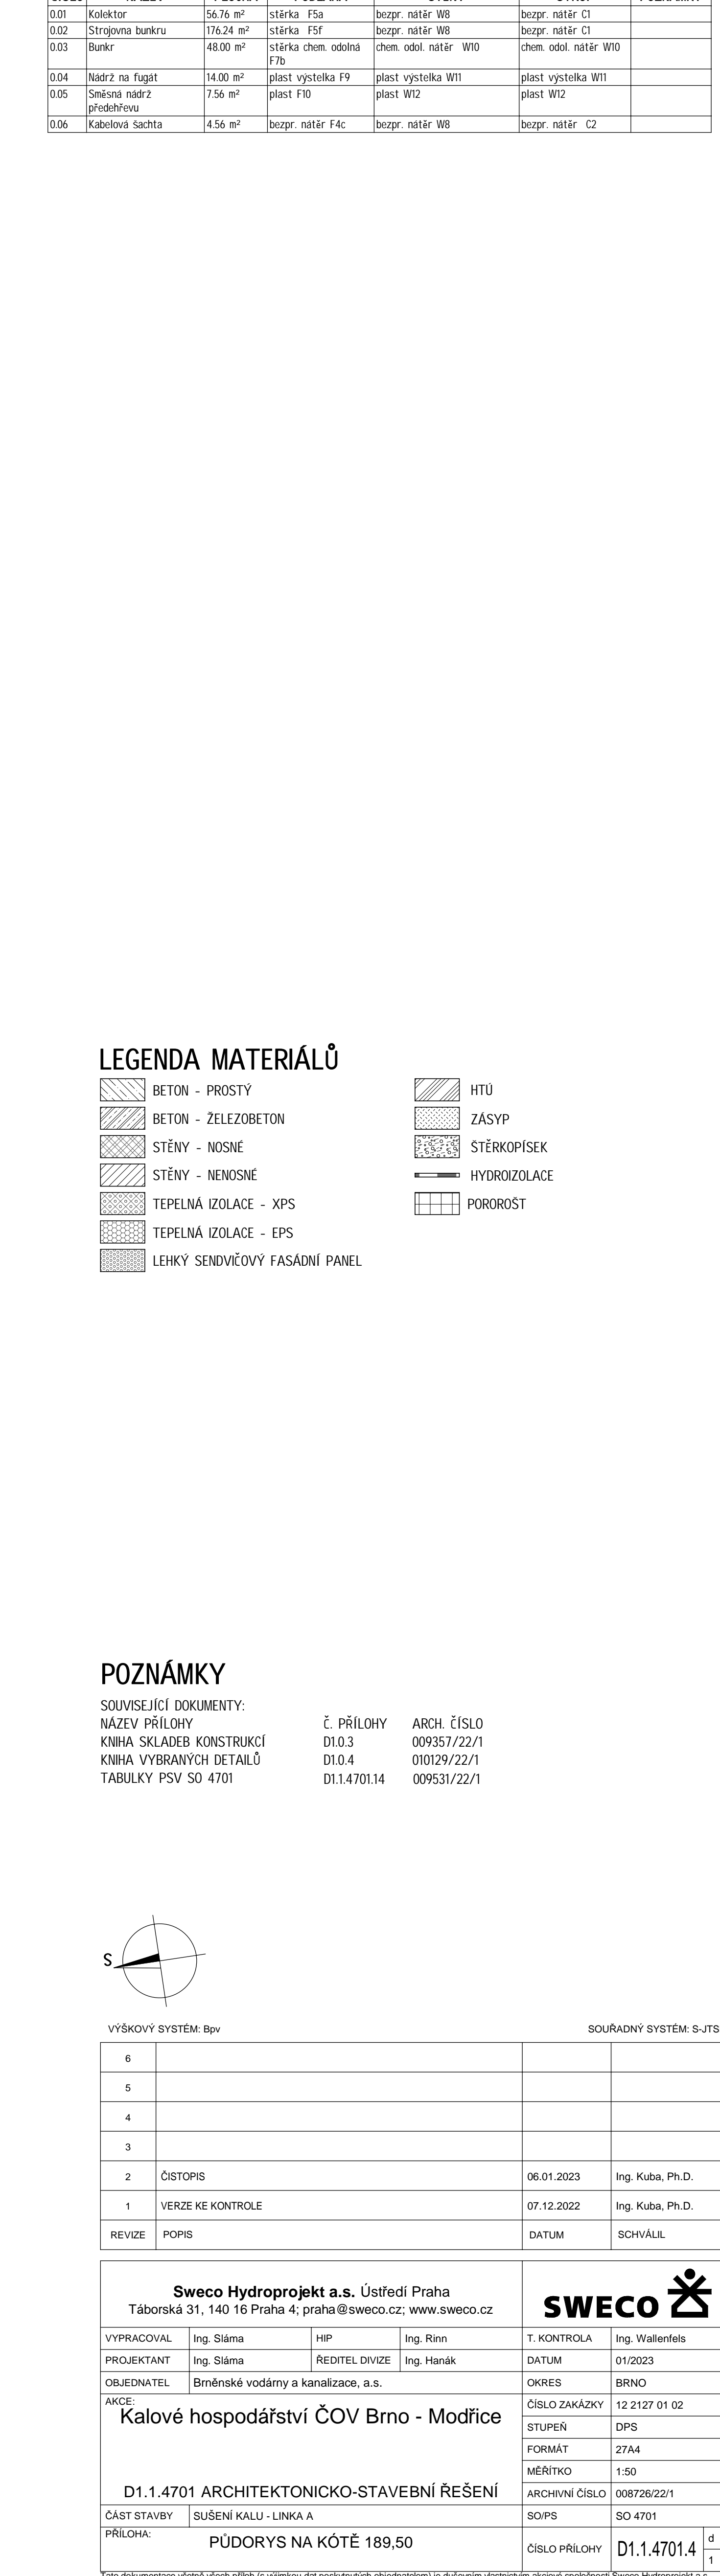 0.01 Kolektor 56.76 m² stěrka F5a bezpr. nátěr W8 bezpr. nátěr C1
0.02 Strojovna bunkru 176.24 m² stěrka F5f bezpr. nátěr W8 bezpr. nátěr C1
0.03 Bunkr 48.00 m² stěrka chem. odolná F7b chem. odol. nátěr W10 chem. odol. nátěr W10
0.04 Nádrž na fugát 14.00 m² plast výstelka F9 plast výstelka W11 plast výstelka W11
0.05 Směsná nádrž předehřevu 7.56 m² plast F10 plast W12 plast W12
0.06 Kabelová šachta 4.56 m² bezpr. nátěr F4c bezpr. nátěr W8 bezpr. nátěr C2
LEGENDA MATERIÁLŮ
BETON - PROSTÝ
BETON - ŽELEZOBETON
STĚNY - NOSNÉ
STĚNY - NENOSNÉ
TEPELNÁ IZOLACE - XPS
TEPELNÁ IZOLACE - EPS
LEHKÝ SENDVIČOVÝ FASÁDNÍ PANEL
HTÚ
ZÁSYP
ŠTĚRKOPÍSEK
HYDROIZOLACE
POROROŠT
POZNÁMKY
SOUVISEJÍCÍ DOKUMENTY:
NÁZEV PŘÍLOHY Č. PŘÍLOHY ARCH. ČÍSLO
KNIHA SKLADEB KONSTRUKCÍ D1.0.3 009357/22/1
KNIHA VYBRANÝCH DETAILŮ D1.0.4 010129/22/1
TABULKY PSV SO 4701 D1.1.4701.14 009531/22/1
S
VÝŠKOVÝ SYSTÉM: Bpv SOUŘADNÝ SYSTÉM: S-JTS
6
5
4
3
2 ČISTOPIS 06.01.2023 Ing. Kuba, Ph.D.
1 VERZE KE KONTROLE 07.12.2022 Ing. Kuba, Ph.D.
REVIZE POPIS DATUM SCHVÁLIL
Sweco Hydroprojekt a.s. Ústředí Praha
Táborská 31, 140 16 Praha 4; praha@sweco.cz; www.sweco.cz
SWECO
VYPRACOVAL Ing. Sláma HIP Ing. Rinn T. KONTROLA Ing. Wallenfels
PROJEKTANT Ing. Sláma ŘEDITEL DIVIZE Ing. Hanák DATUM 01/2023
OBJEDNATEL Brněnské vodárny a kanalizace, a.s. OKRES BRNO
AKCE:
Kalové hospodářství ČOV Brno - Modřice
ČÍSLO ZAKÁZKY 12 2127 01 02
STUPEŇ DPS
FORMÁT 27A4
MĚŘÍTKO 1:50
D1.1.4701 ARCHITEKTONICKO-STAVEBNÍ ŘEŠENÍ
ARCHIVNÍ ČÍSLO 008726/22/1
ČÁST STAVBY SUŠENÍ KALU - LINKA A SO/PS SO 4701
PŘÍLOHA:
PŮDORYS NA KÓTĚ 189,50
ČÍSLO PŘÍLOHY D1.1.4701.4 d
1